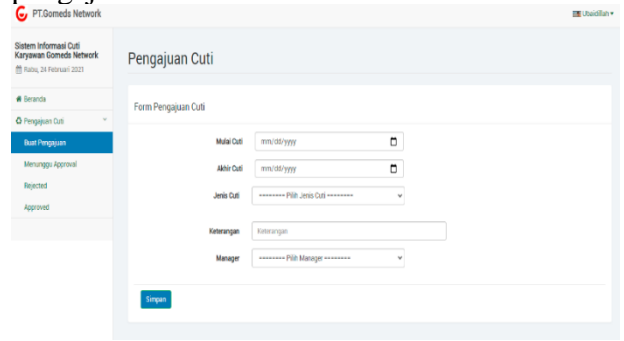 PT.Gomeds Network
Ubaidillah
Sistem Informasi Cuti
Karyawan Gomeds Network
Rabu, 24 Februari 2021
Pengajuan Cuti
Beranda
Pengajuan Cuti
Buat Pengajuan
Menunggu Approval
Rejected
Approved
Form Pengajuan Cuti
Mulai Cuti mm/dd/yyyy
Akhir Cuti mm/dd/yyyy
Jenis Cuti -------- Pilih Jenis Cuti --------
Keterangan Keterangan
Manager -------- Pilih Manager --------
Simpan